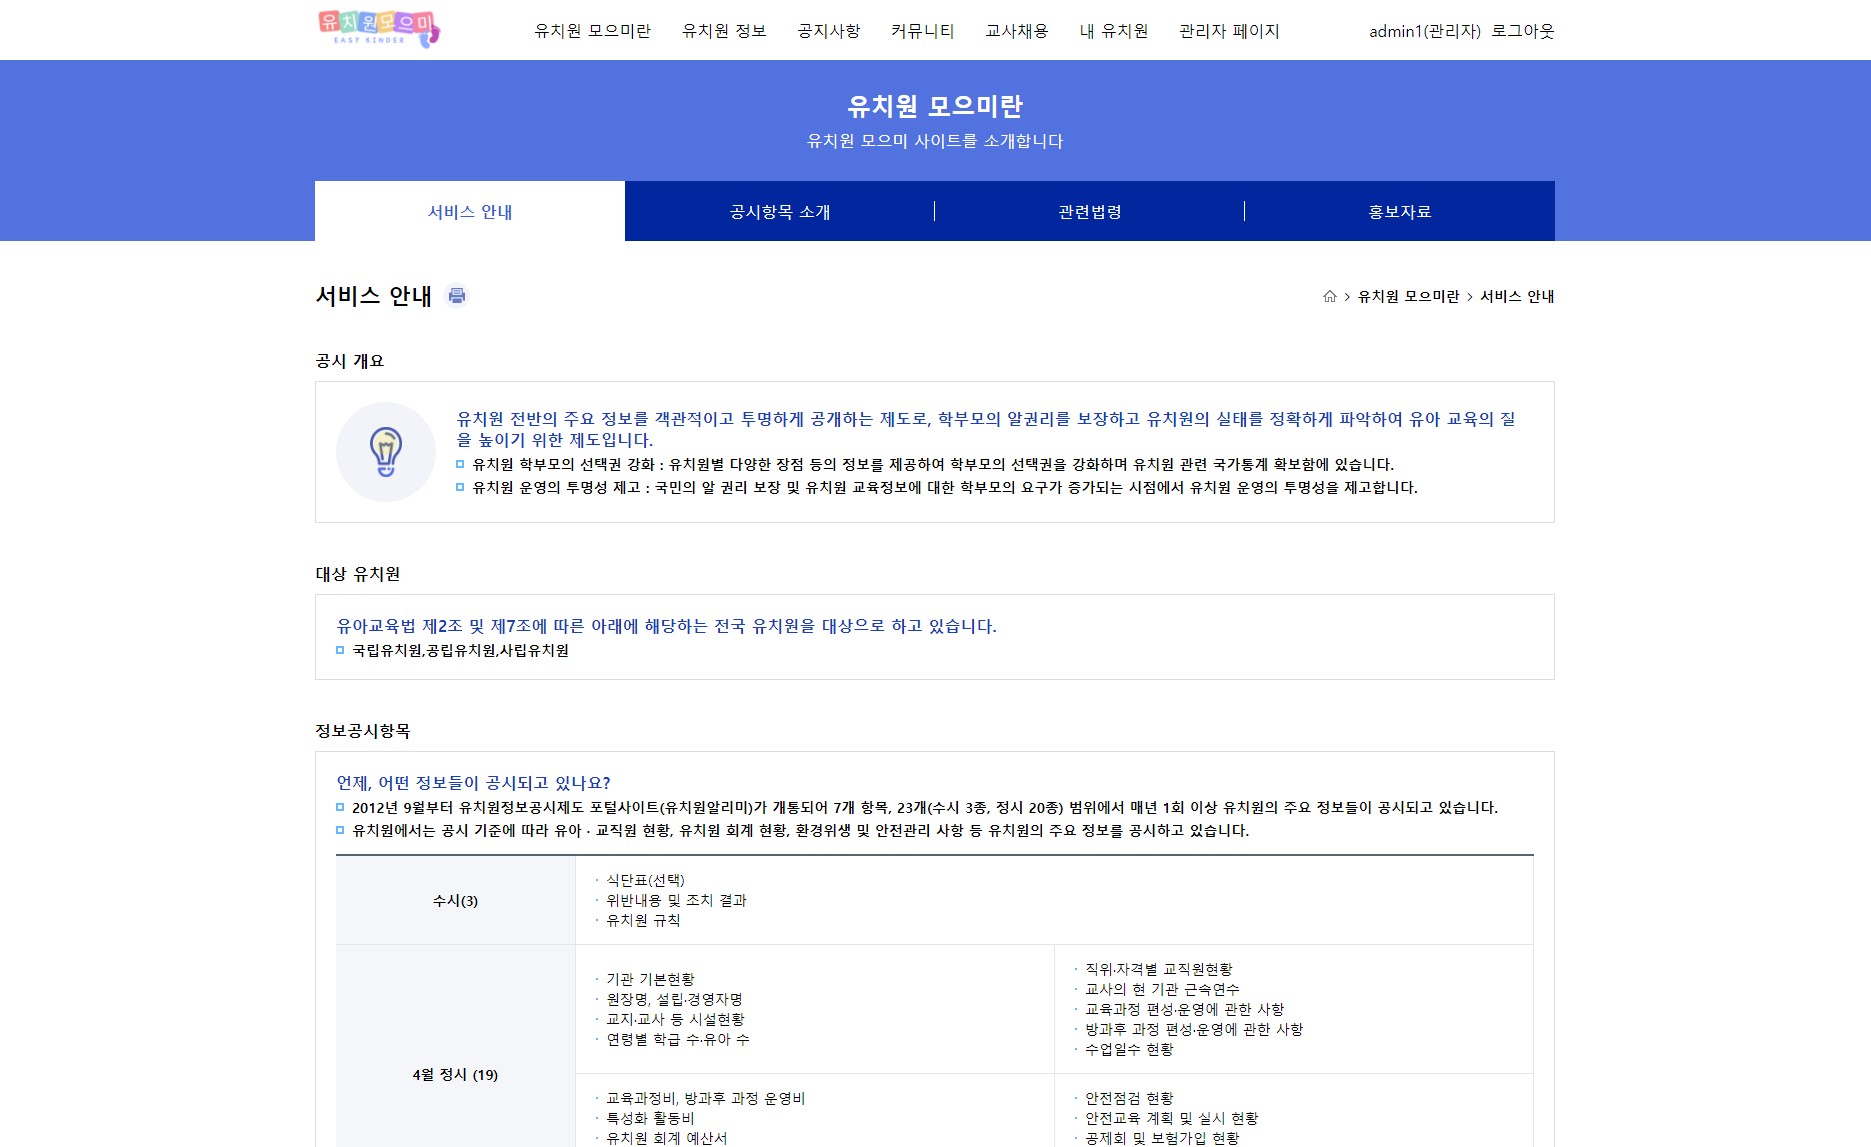 유치원모으미
EASY KINDER
유치원 모으미란 유치원 정보 공지사항 커뮤니티 교사채용 내 유치원 관리자 페이지 admin1(관리자) 로그아웃
유치원 모으미란
유치원 모으미 사이트를 소개합니다
서비스 안내 공시항목 소개 관련법령 홍보자료
서비스 안내
> 유치원 모으미란 > 서비스 안내
공시 개요
유치원 전반의 주요 정보를 객관적이고 투명하게 공개하는 제도로, 학부모의 알권리를 보장하고 유치원의 실태를 정확하게 파악하여 유아 교육의 질
을 높이기 위한 제도입니다.
유치원 학부모의 선택권 강화 : 유치원별 다양한 장점 등의 정보를 제공하여 학부모의 선택권을 강화하며 유치원 관련 국가통계 확보함에 있습니다.
유치원 운영의 투명성 제고 : 국민의 알 권리 보장 및 유치원 교육정보에 대한 학부모의 요구가 증가되는 시점에서 유치원 운영의 투명성을 제고합니다.
대상 유치원
유아교육법 제2조 및 제7조에 따른 아래에 해당하는 전국 유치원을 대상으로 하고 있습니다.
국립유치원,공립유치원,사립유치원
정보공시항목
언제, 어떤 정보들이 공시되고 있나요?
2012년 9월부터 유치원정보공시제도 포털사이트(유치원알리미)가 개통되어 7개 항목, 23개(수시 3종, 정시 20종) 범위에서 매년 1회 이상 유치원의 주요 정보들이 공시되고 있습니다.
유치원에서는 공시 기준에 따라 유아 · 교직원 현황, 유치원 회계 현황, 환경위생 및 안전관리 사항 등 유치원의 주요 정보를 공시하고 있습니다.
수시(3)
· 식단표(선택)
· 위반내용 및 조치 결과
· 유치원 규칙
4월 정시 (19)
· 기관 기본현황
· 원장명, 설립·경영자명
· 교지·교사 등 시설현황
· 연령별 학급 수·유아 수
· 직위·자격별 교직원현황
· 교사의 현 기관 근속연수
· 교육과정 편성·운영에 관한 사항
· 방과후 과정 편성·운영에 관한 사항
· 수업일수 현황
· 교육과정비, 방과후 과정 운영비
· 특성화 활동비
· 유치원 회계 예산서
· 안전점검 현황
· 안전교육 계획 및 실시 현황
· 공제회 및 보험가입 현황